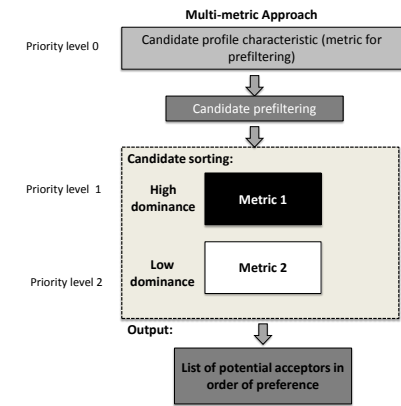 Multi-metric Approach
Priority level 0
Candidate profile characteristic (metric for
prefiltering)
Candidate prefiltering
Candidate sorting:
Priority level 1
High
dominance
Metric 1
Low
dominance
Metric 2
Priority level 2
Output:
List of potential acceptors in
order of preference